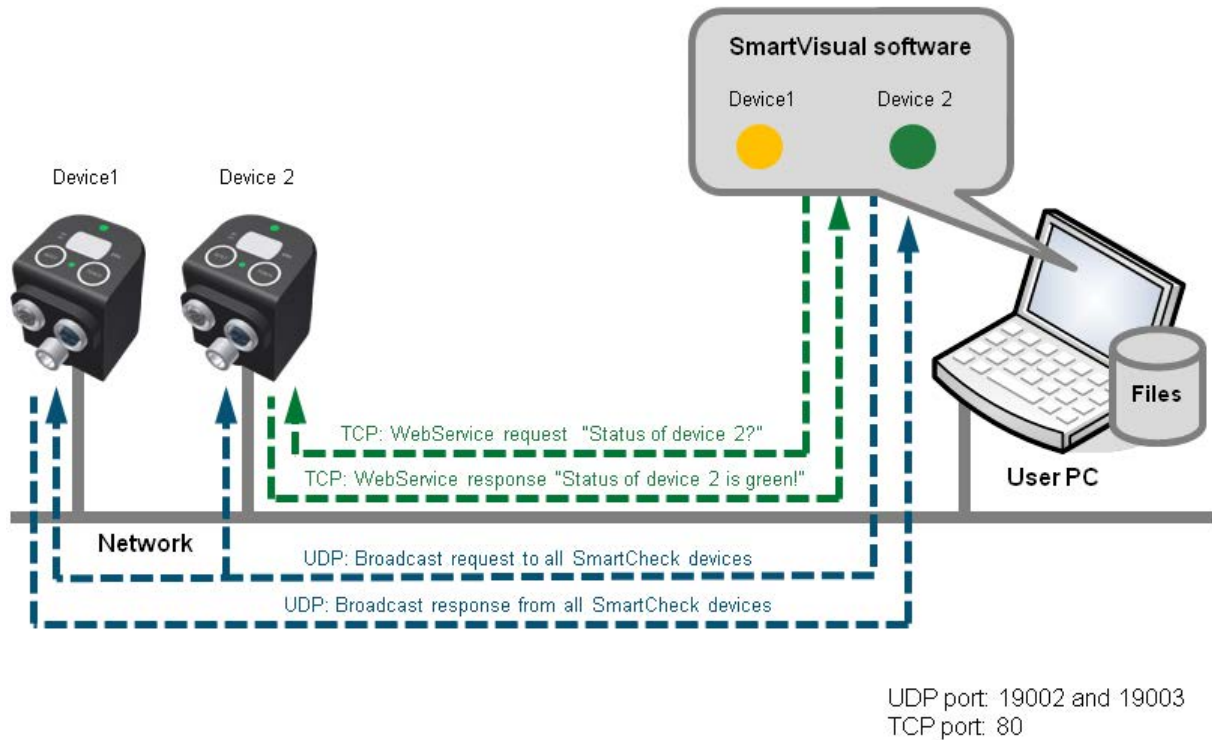 SmartVisual software
Device1
Device 2
Device1
Device 2
TCP: WebService request "Status of device 2?"
TCP: WebService response "Status of device 2 is green!"
Files
User PC
Network
UDP: Broadcast request to all SmartCheck devices
UDP: Broadcast response from all SmartCheck devices
UDP port: 19002 and 19003
TCP port: 80